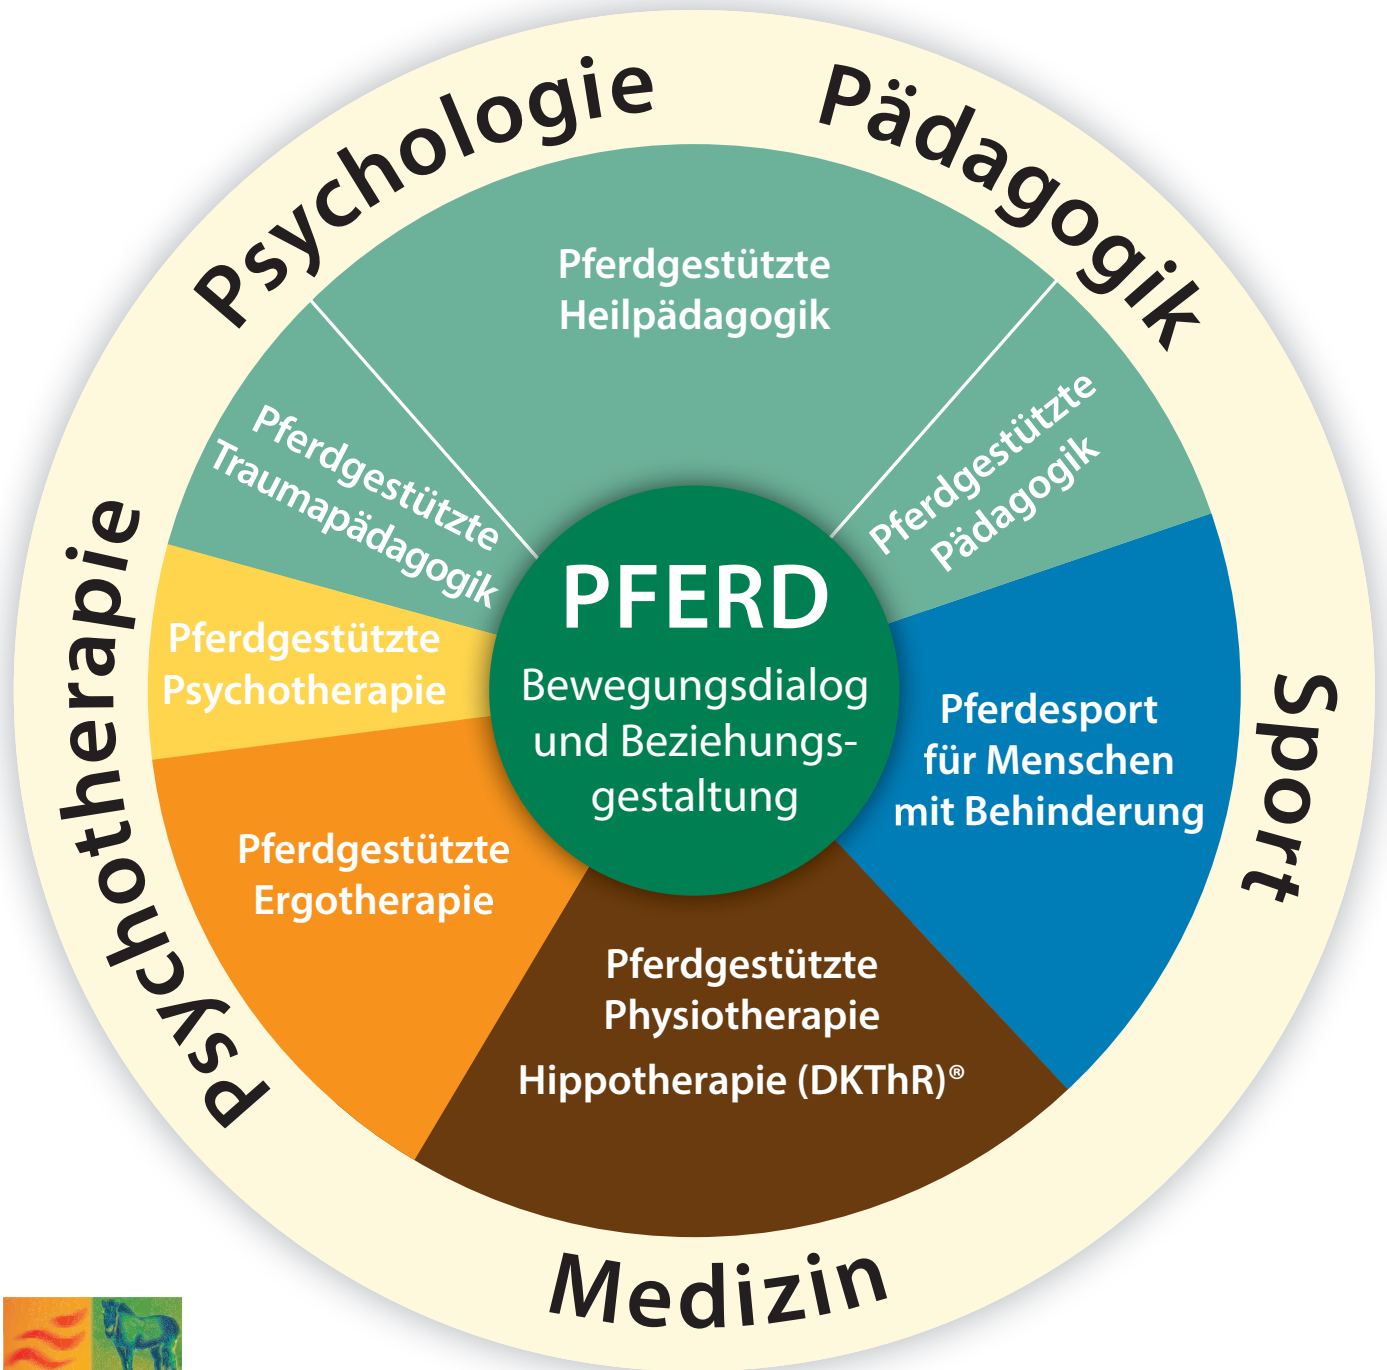 Psychologie
Pädagogik
Sport
Medizin
Psychotherapie
Pferdgestützte
Heilpädagogik
Pferdgestützte
Pädagogik
Pferdesport
für Menschen
mit Behinderung
Pferdgestützte
Physiotherapie
Hippotherapie (DKThR)®
Pferdgestützte
Ergotherapie
Pferdgestützte
Psychotherapie
Pferdgestützte
Traumapädagogik
PFERD
Bewegungsdialog
und Beziehungs-
gestaltung